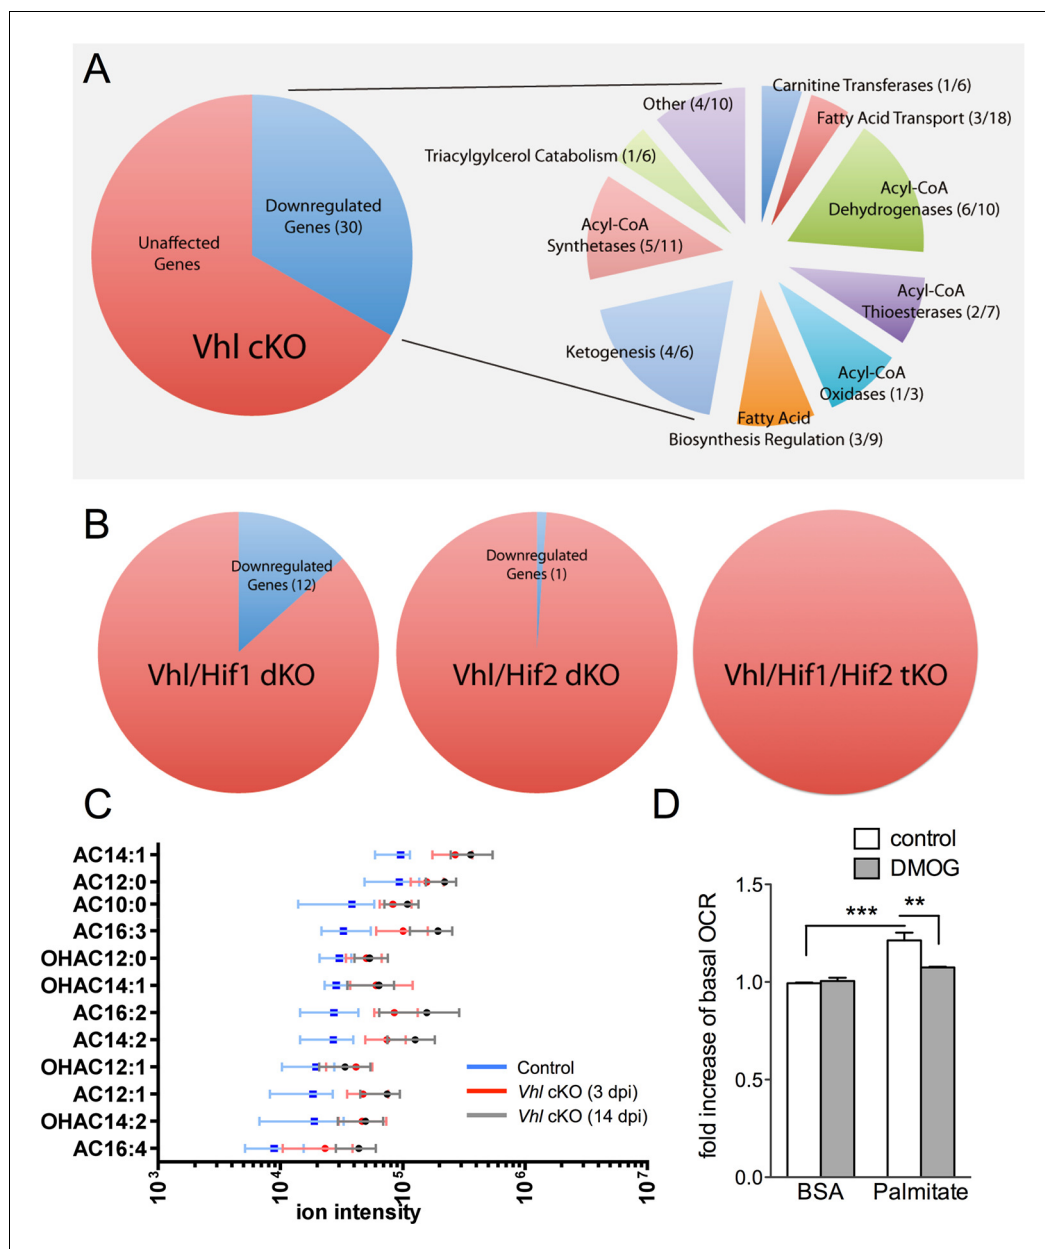 A
Unaffected
Genes
Downregulated
Genes (30)
Vhl cKO
Carnitine Transferases (1/6)
Fatty Acid Transport (3/18)
Acyl-CoA
Dehydrogenases (6/10)
Acyl-CoA
Thioesterases (2/7)
Acyl-CoA
Oxidases (1/3)
Fatty Acid
Biosynthesis Regulation (3/9)
Ketogenesis (4/6)
Acyl-CoA
Synthetases (5/11)
Triacylgylcerol Catabolism (1/6)
Other (4/10)
B
Downregulated
Genes (12)
Vhl/Hif1 dKO
Downregulated
Genes (1)
Vhl/Hif2 dKO
Vhl/Hif1/Hif2 tKO
C
AC14:1
AC12:0
AC10:0
AC16:3
OHAC12:0
OHAC14:1
AC16:2
AC14:2
OHAC12:1
AC12:1
OHAC14:2
AC16:4
Control
Vhl cKO (3 dpi)
Vhl cKO (14 dpi)
10³
10⁴
10⁵
10⁶
10⁷
ion intensity
D
control
DMOG
fold increase of basal OCR
1.5
1.0
0.5
0.0
***
**
BSA
Palmitate